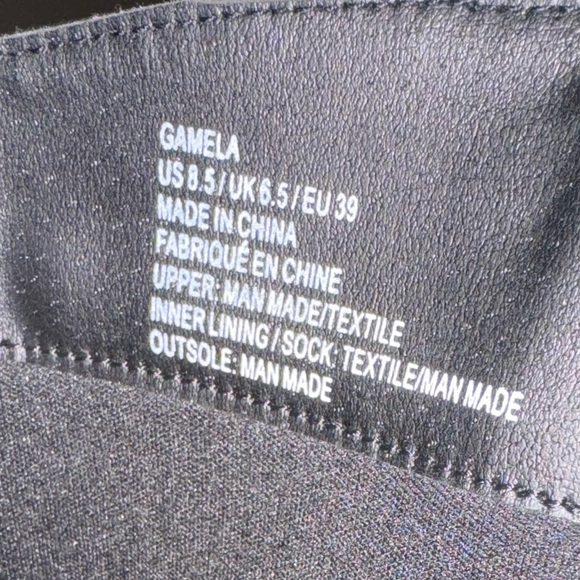 GAMELA
US 8.5 / UK 6.5 / EU 39
MADE IN CHINA
FABRIQUÉ EN CHINE
UPPER: MAN MADE/TEXTILE
INNER LINING / SOCK: TEXTILE/MAN MADE
OUTSOLE: MAN MADE